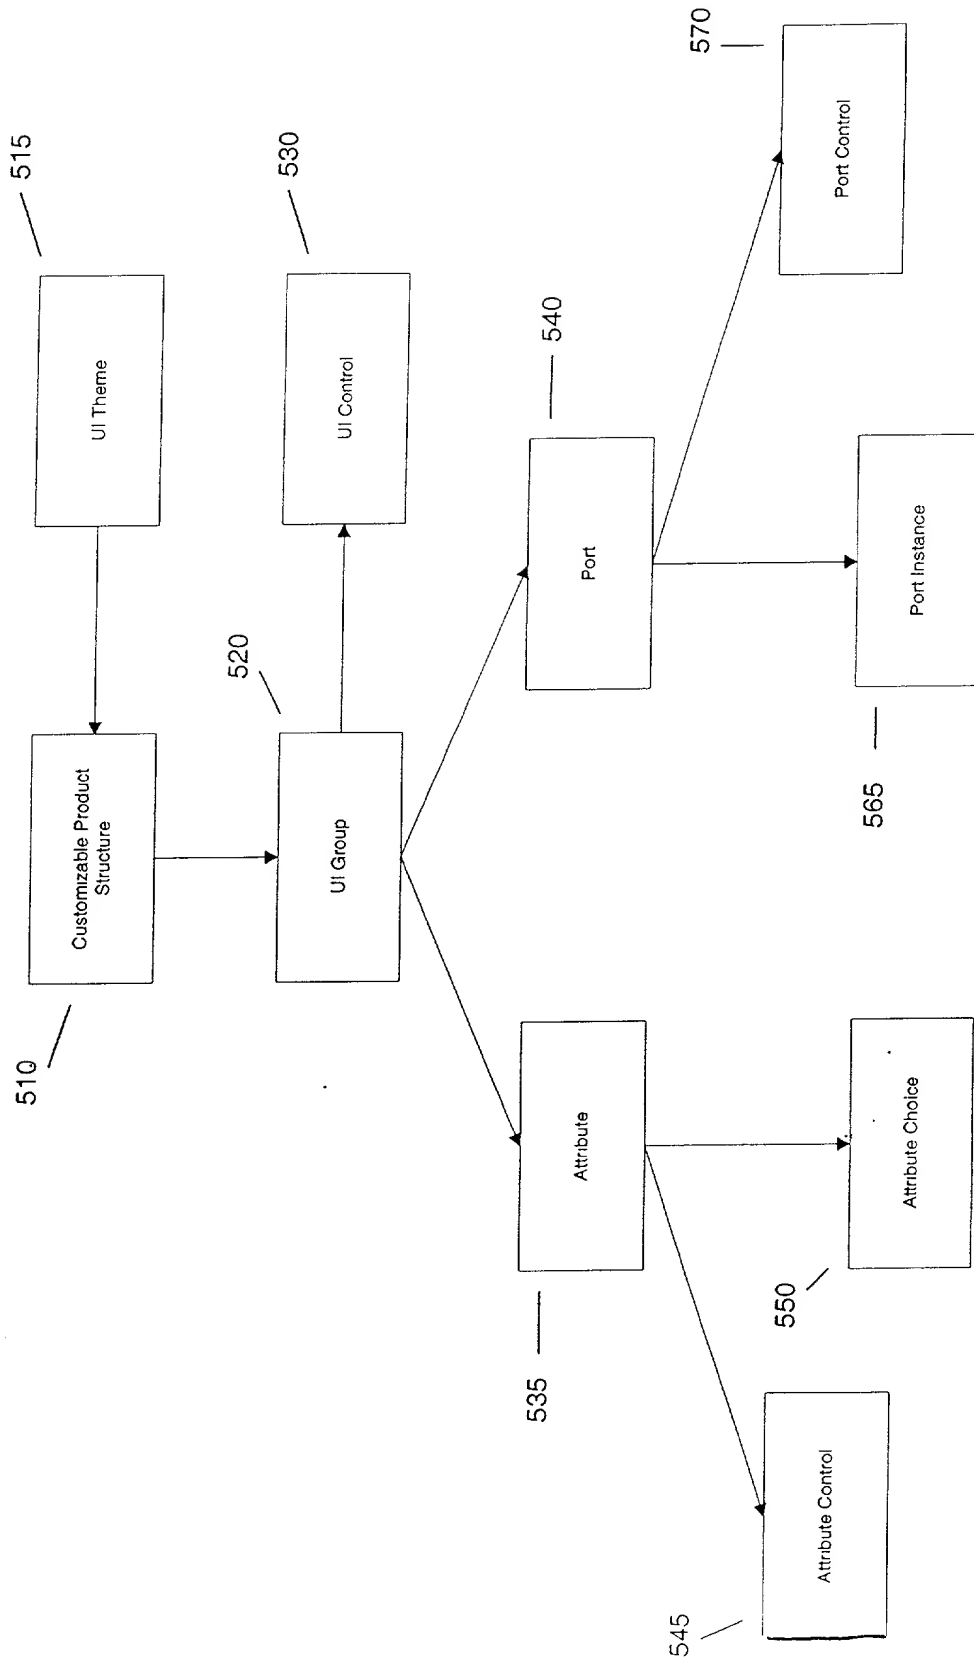 515
510
Customizable Product
Structure
UI Theme
520
530
UI Group
UI Control
535
540
Attribute
Port
545
550
565
570
Attribute Control
Attribute Choice
Port Instance
Port Control